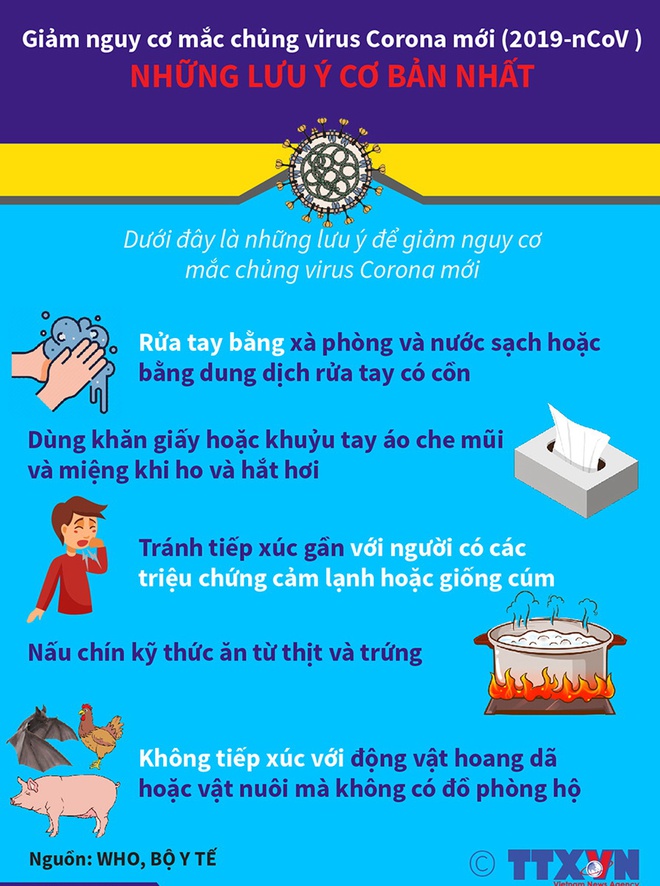 Giảm nguy cơ mắc chủng virus Corona mới (2019-nCoV )
NHỮNG LƯU Ý CƠ BẢN NHẤT
Dưới đây là những lưu ý để giảm nguy cơ
mắc chủng virus Corona mới
Rửa tay bằng xà phòng và nước sạch hoặc
bằng dung dịch rửa tay có cồn
Dùng khăn giấy hoặc khuỷu tay áo che mũi
và miệng khi ho và hắt hơi
Tránh tiếp xúc gần với người có các
triệu chứng cảm lạnh hoặc giống cúm
Nấu chín kỹ thức ăn từ thịt và trứng
Không tiếp xúc với động vật hoang dã
hoặc vật nuôi mà không có đồ phòng hộ
Nguồn: WHO, BỘ Y TẾ
© TTXVN
Vietnam News Agency